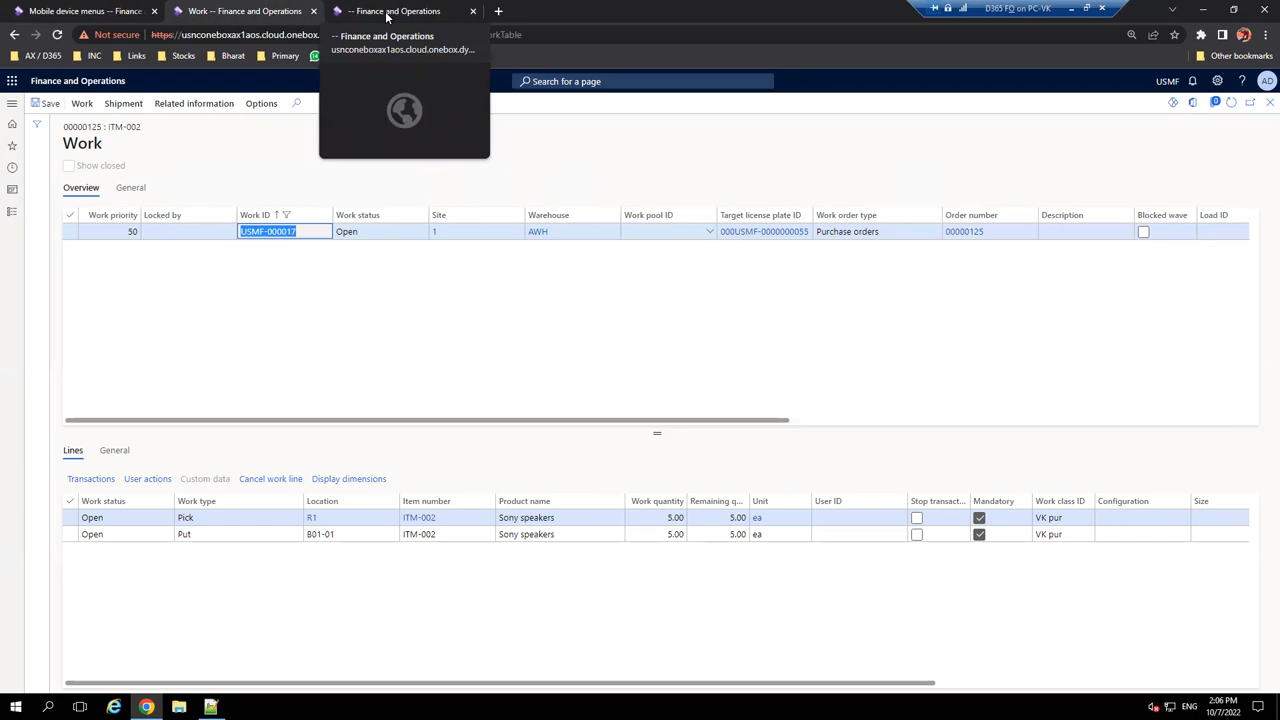 Mobile device menus -- Finance a
Work -- Finance and Operations
-- Finance and Operations
D365 FO on PC-VK
Not secure
https://usnconeboxax1aos.cloud.onebox.
orkTable
-- Finance and Operations
usnconeboxax1aos.cloud.onebox.dy...
AX / D365
INC
Links
Stocks
Bharat
Primary
Other bookmarks
Finance and Operations
Search for a page
USMF
AD
Save
Work
Shipment
Related information
Options
00000125 : ITM-002
Work
Show closed
Overview
General
Work priority Locked by Work ID Work status Site Warehouse Work pool ID Target license plate ID Work order type Order number Description Blocked wave Load ID
50 USMF-000017 Open 1 AWH 000USMF-0000000055 Purchase orders 00000125
Lines
General
Transactions User actions Custom data Cancel work line Display dimensions
Work status Work type Location Item number Product name Work quantity Remaining q... Unit User ID Stop transact... Mandatory Work class ID Configuration Size
Open Pick R1 ITM-002 Sony speakers 5.00 5.00 ea VK pur
Open Put B01-01 ITM-002 Sony speakers 5.00 5.00 ea VK pur
ENG
2:06 PM
10/7/2022